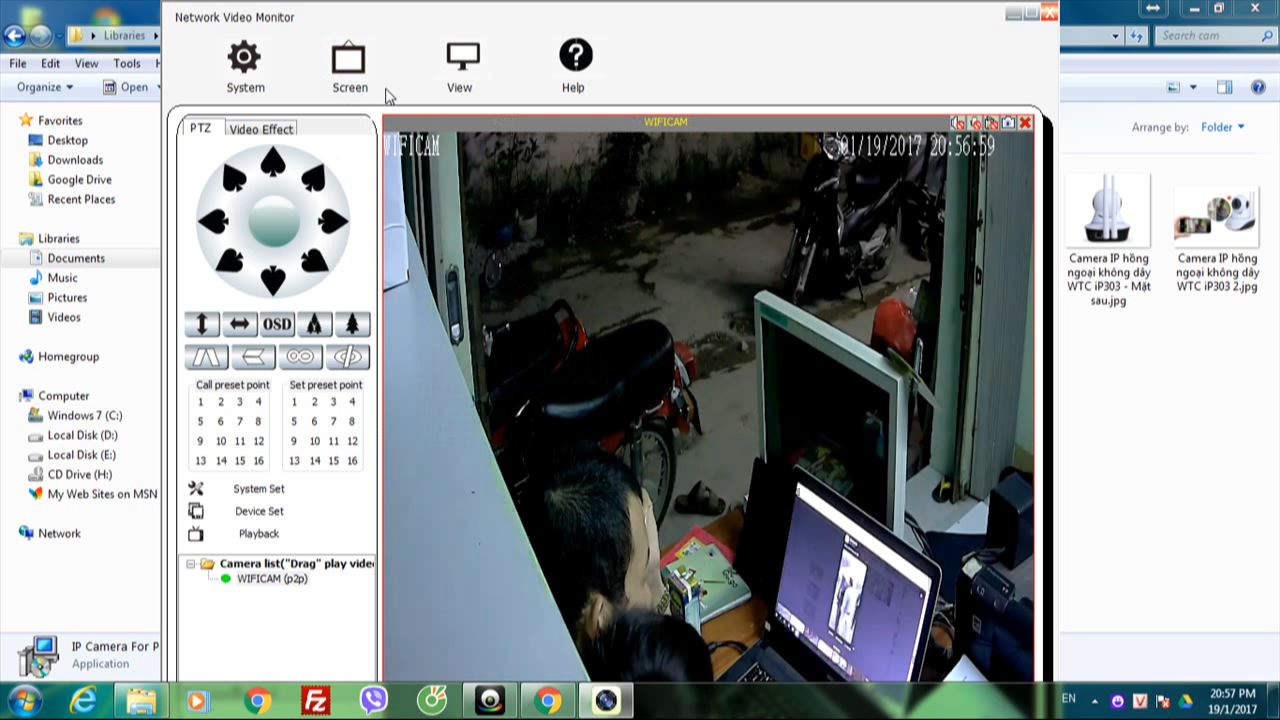 Network Video Monitor
System
Screen
View
Help
Libraries
Search cam
File Edit View Tools
Organize
Open
Arrange by: Folder
Favorites
Desktop
Downloads
Google Drive
Recent Places
Libraries
Documents
Music
Pictures
Videos
Homegroup
Computer
Windows 7 (C:)
Local Disk (D:)
Local Disk (E:)
CD Drive (H:)
My Web Sites on MSN
Network
PTZ
Video Effect
OSD
Call preset point
1 2 3 4
5 6 7 8
9 10 11 12
13 14 15 16
Set preset point
1 2 3 4
5 6 7 8
9 10 11 12
13 14 15 16
System Set
Device Set
Playback
Camera list("Drag" play vide
WIFICAM (p2p)
WIFICAM
WIFICAM
01/19/2017 20:56:59
Camera IP hồng
ngoại không dây
WTC iP303 - Mặt
sau.jpg
Camera IP hồng
ngoại không dây
WTC iP303 2.jpg
IP Camera For P
Application
EN
20:57 PM
19/1/2017